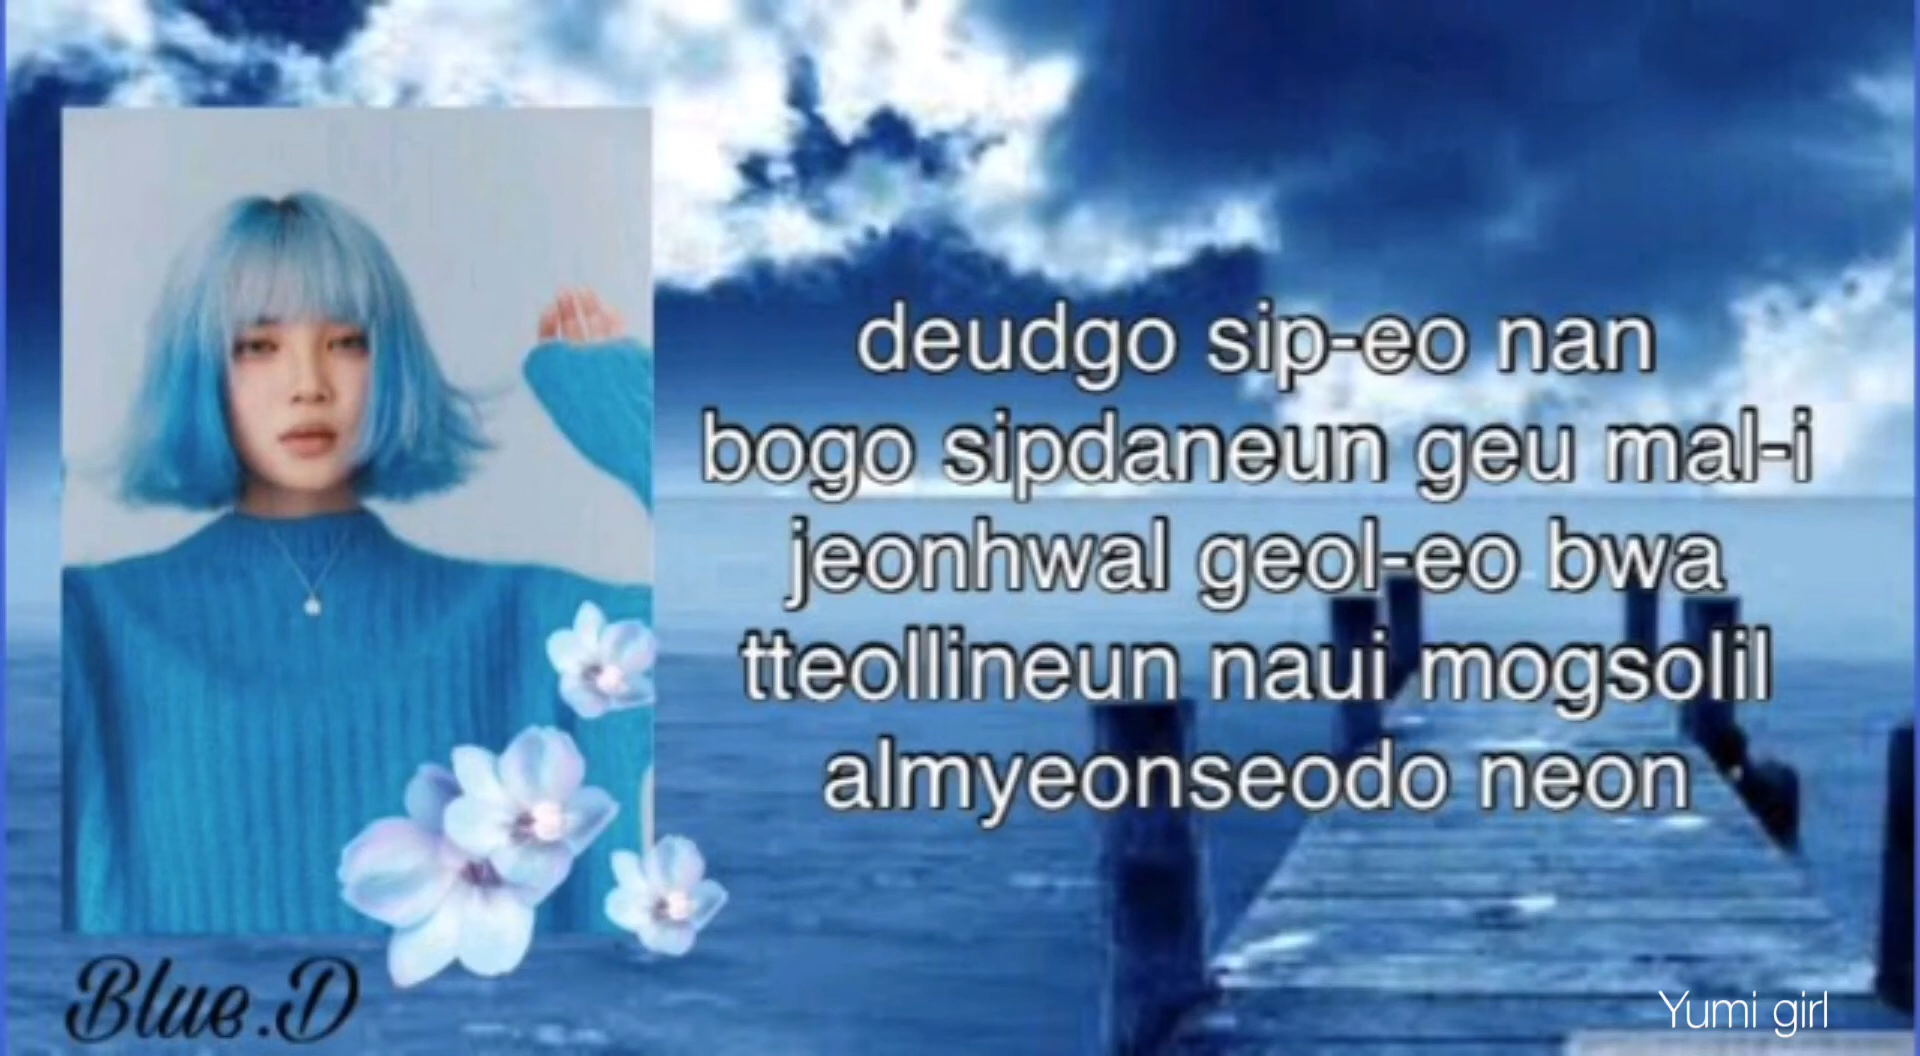 deudgo sip-eo nan
bogo sipdaneun geu mal-i
jeonhwal geol-eo bwa
tteollineun naui mogsolil
almyeonseodo neon
Blue.D
Yumi girl